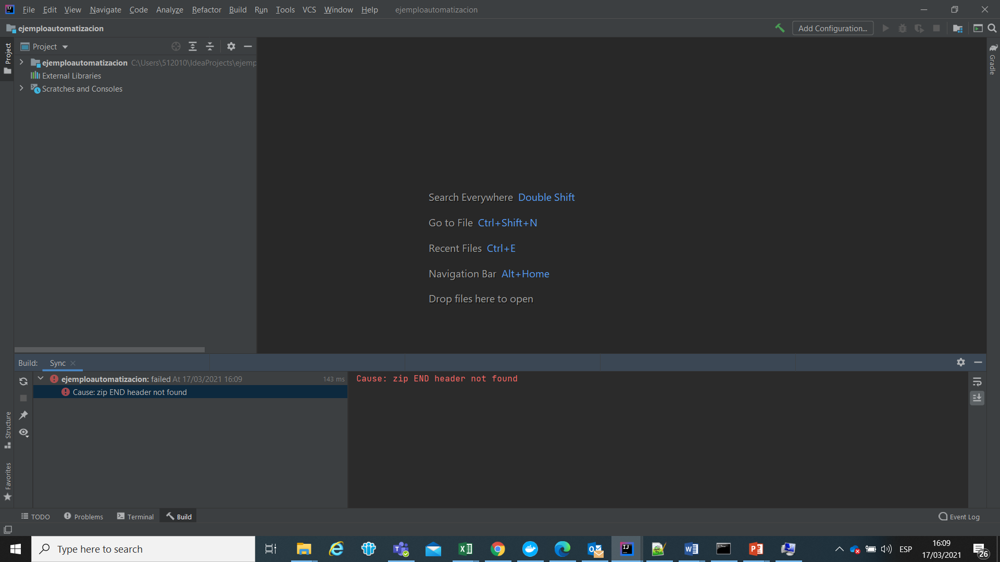 File Edit View Navigate Code Analyze Refactor Build Run Tools VCS Window Help ejemploautomatizacion
ejemploautomatizacion
Add Configuration...
Project
Project
ejemploautomatizacion C:\Users\512010\IdeaProjects\ejemp
External Libraries
Scratches and Consoles
Gradle
Search Everywhere Double Shift
Go to File Ctrl+Shift+N
Recent Files Ctrl+E
Navigation Bar Alt+Home
Drop files here to open
Build: Sync
ejemploautomatizacion: failed At 17/03/2021 16:09 143 ms
Cause: zip END header not found
Cause: zip END header not found
Structure
Favorites
TODO Problems Terminal Build
Event Log
Type here to search
ESP
16:09
17/03/2021
26